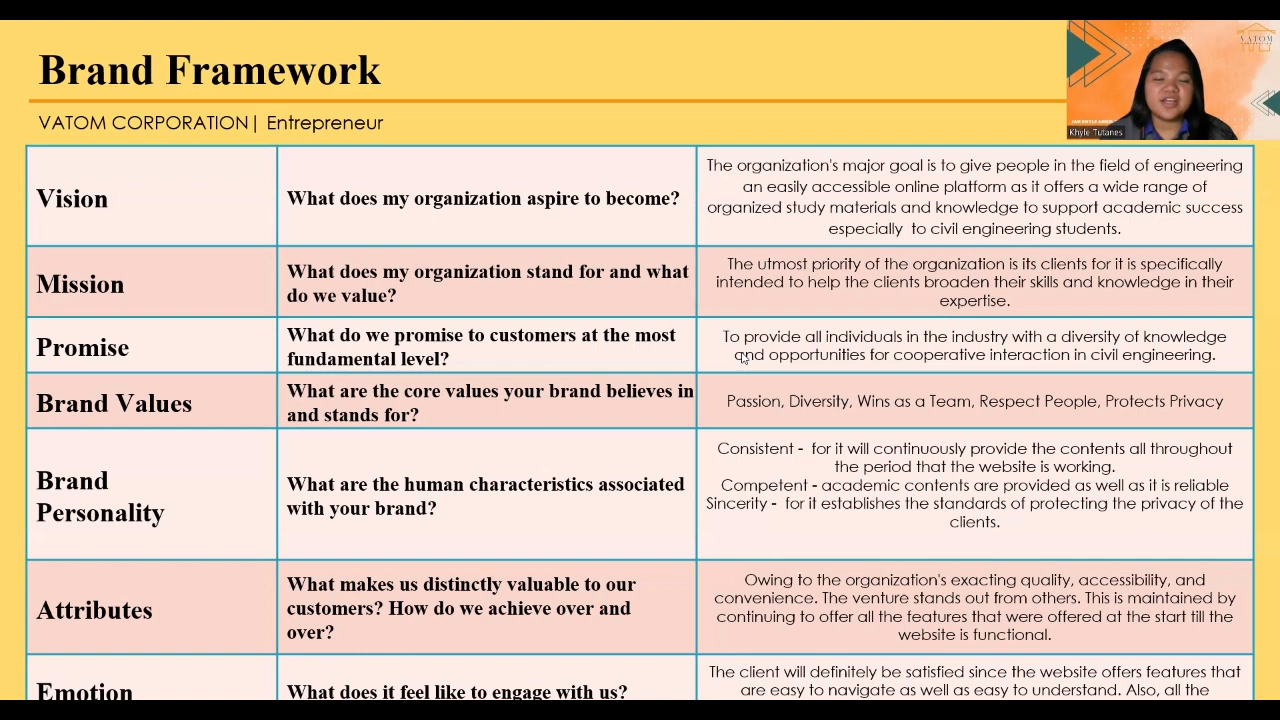 Brand Framework
VATOM CORPORATION| Entrepreneur
VATOM
Khyle Tutanes
Vision
What does my organization aspire to become?
The organization's major goal is to give people in the field of engineering
an easily accessible online platform as it offers a wide range of
organized study materials and knowledge to support academic success
especially to civil engineering students.
Mission
What does my organization stand for and what
do we value?
The utmost priority of the organization is its clients for it is specifically
intended to help the clients broaden their skills and knowledge in their
expertise.
Promise
What do we promise to customers at the most
fundamental level?
To provide all individuals in the industry with a diversity of knowledge
and opportunities for cooperative interaction in civil engineering.
Brand Values
What are the core values your brand believes in
and stands for?
Passion, Diversity, Wins as a Team, Respect People, Protects Privacy
Brand
Personality
What are the human characteristics associated
with your brand?
Consistent - for it will continuously provide the contents all throughout
the period that the website is working.
Competent - academic contents are provided as well as it is reliable
Sincerity - for it establishes the standards of protecting the privacy of the
clients.
Attributes
What makes us distinctly valuable to our
customers? How do we achieve over and
over?
Owing to the organization's exacting quality, accessibility, and
convenience. The venture stands out from others. This is maintained by
continuing to offer all the features that were offered at the start till the
website is functional.
Emotion
What does it feel like to engage with us?
The client will definitely be satisfied since the website offers features that
are easy to navigate as well as easy to understand. Also, all the